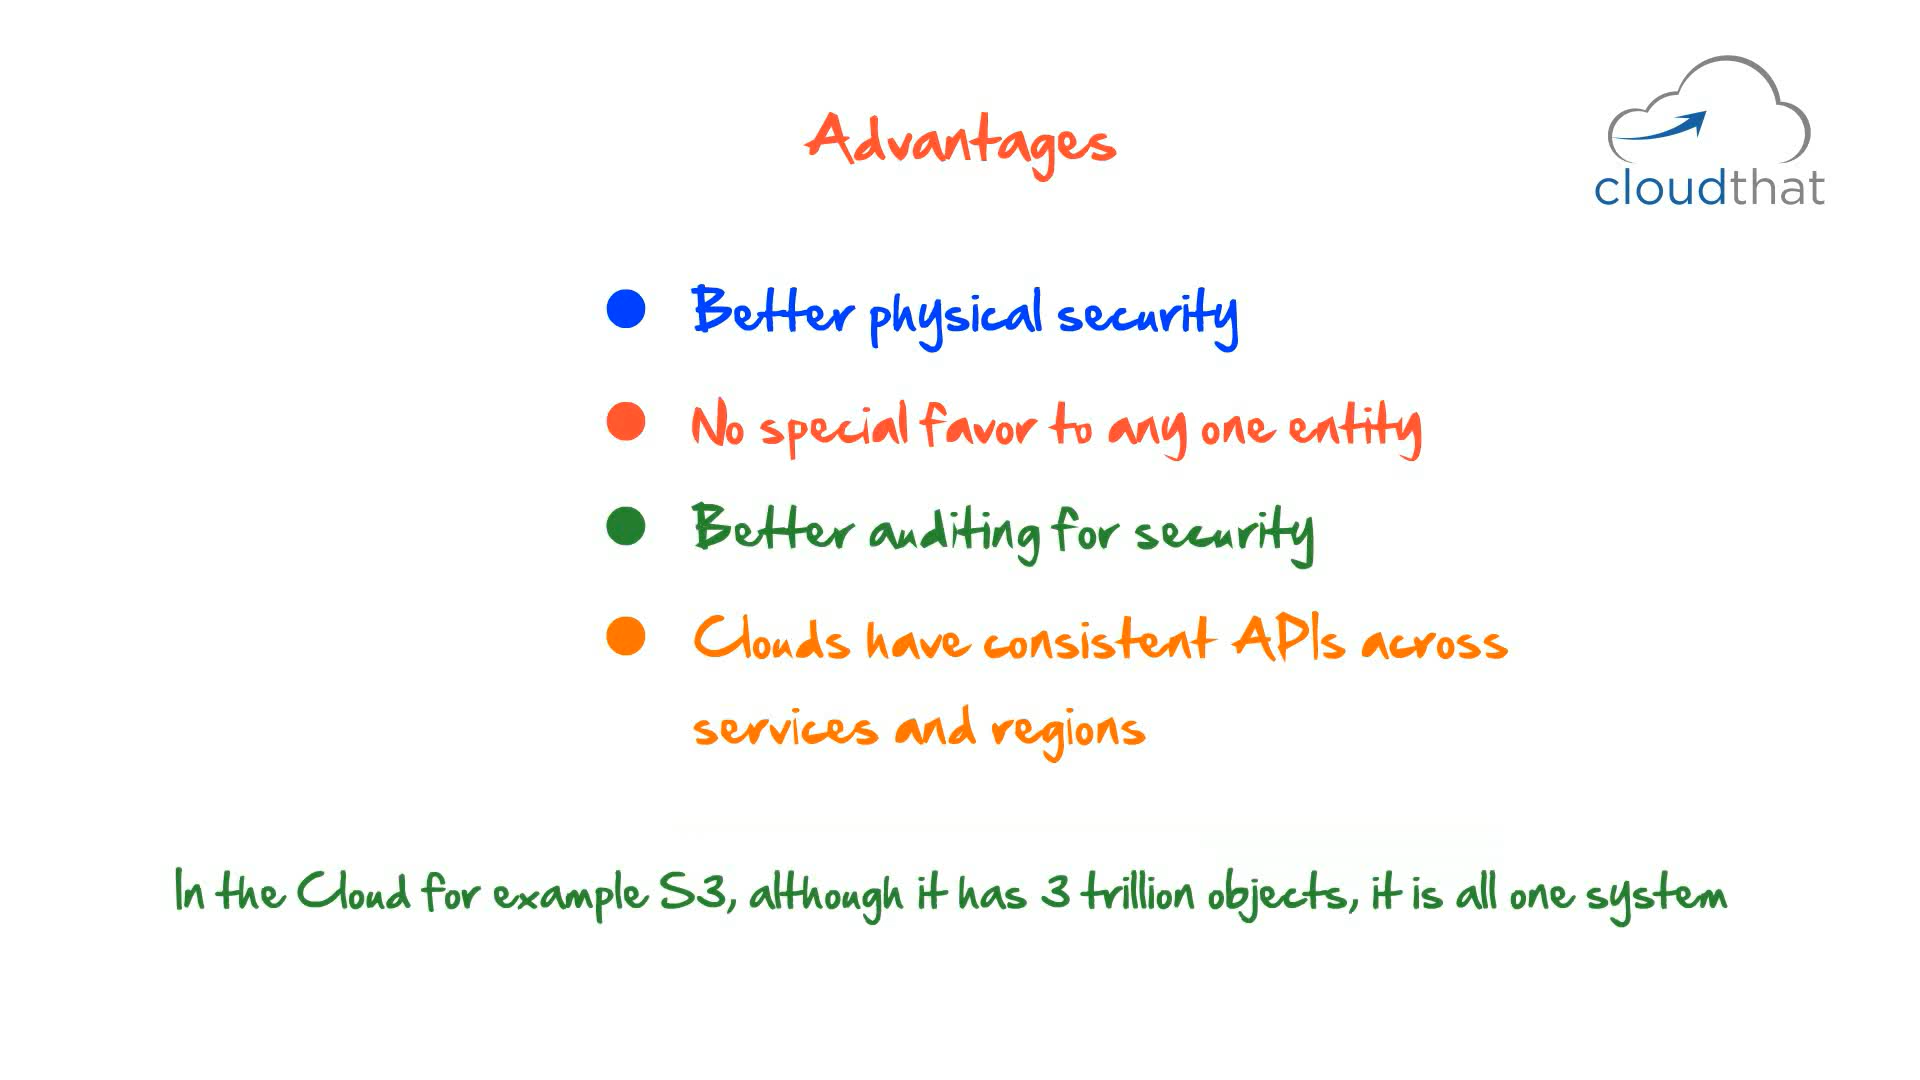 Advantages
cloudthat
Better physical security
No special favor to any one entity
Better auditing for security
Clouds have consistent APIs across
services and regions
In the Cloud for example S3, although it has 3 trillion objects, it is all one system